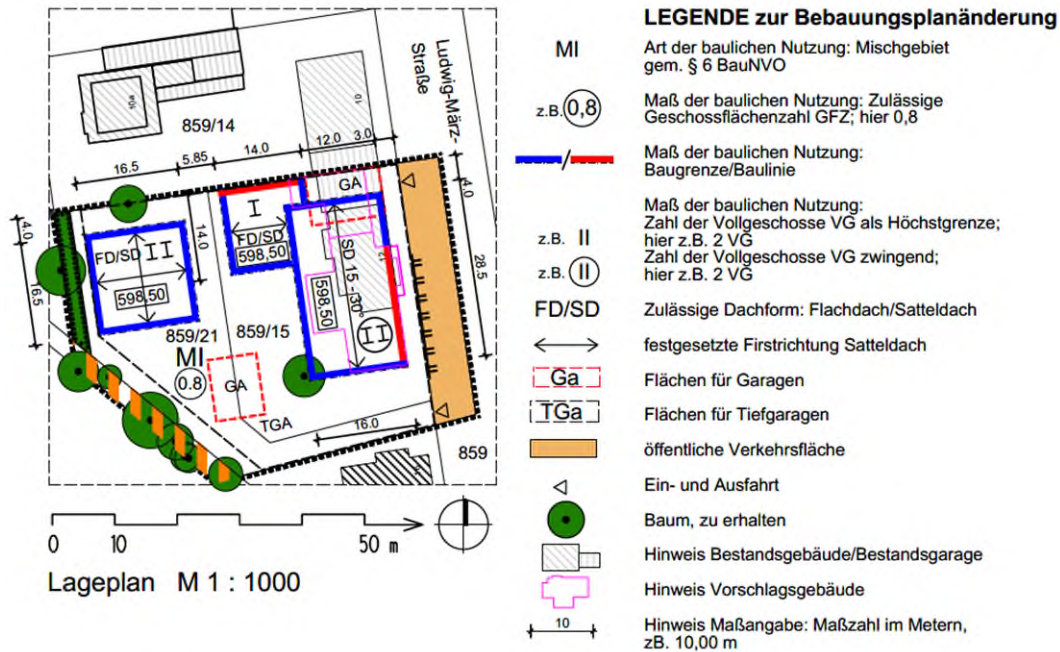 Ludwig-März-
Straße
10a
10
859/14
16.5
5.85
14.0
12.0
3.0
4.0
GA
I
FD/SD
598,50
FD/SD II
598,50
14.0
SD 15 - 30°
12
598,50
II
28.5
4.0
16.5
859/21
859/15
MI
0.8
GA
TGA
16.0
859
0
10
50 m
Lageplan M 1 : 1000
LEGENDE zur Bebauungsplanänderung
MI
Art der baulichen Nutzung: Mischgebiet
gem. § 6 BauNVO
z.B. 0,8
Maß der baulichen Nutzung: Zulässige
Geschossflächenzahl GFZ; hier 0,8
/
Maß der baulichen Nutzung:
Baugrenze/Baulinie
Maß der baulichen Nutzung:
z.B. II
Zahl der Vollgeschosse VG als Höchstgrenze;
hier z.B. 2 VG
z.B. II
Zahl der Vollgeschosse VG zwingend;
hier z.B. 2 VG
FD/SD
Zulässige Dachform: Flachdach/Satteldach
festgesetzte Firstrichtung Satteldach
Ga
Flächen für Garagen
TGa
Flächen für Tiefgaragen
öffentliche Verkehrsfläche
Ein- und Ausfahrt
Baum, zu erhalten
Hinweis Bestandsgebäude/Bestandsgarage
Hinweis Vorschlagsgebäude
10
Hinweis Maßangabe: Maßzahl im Metern,
zB. 10,00 m